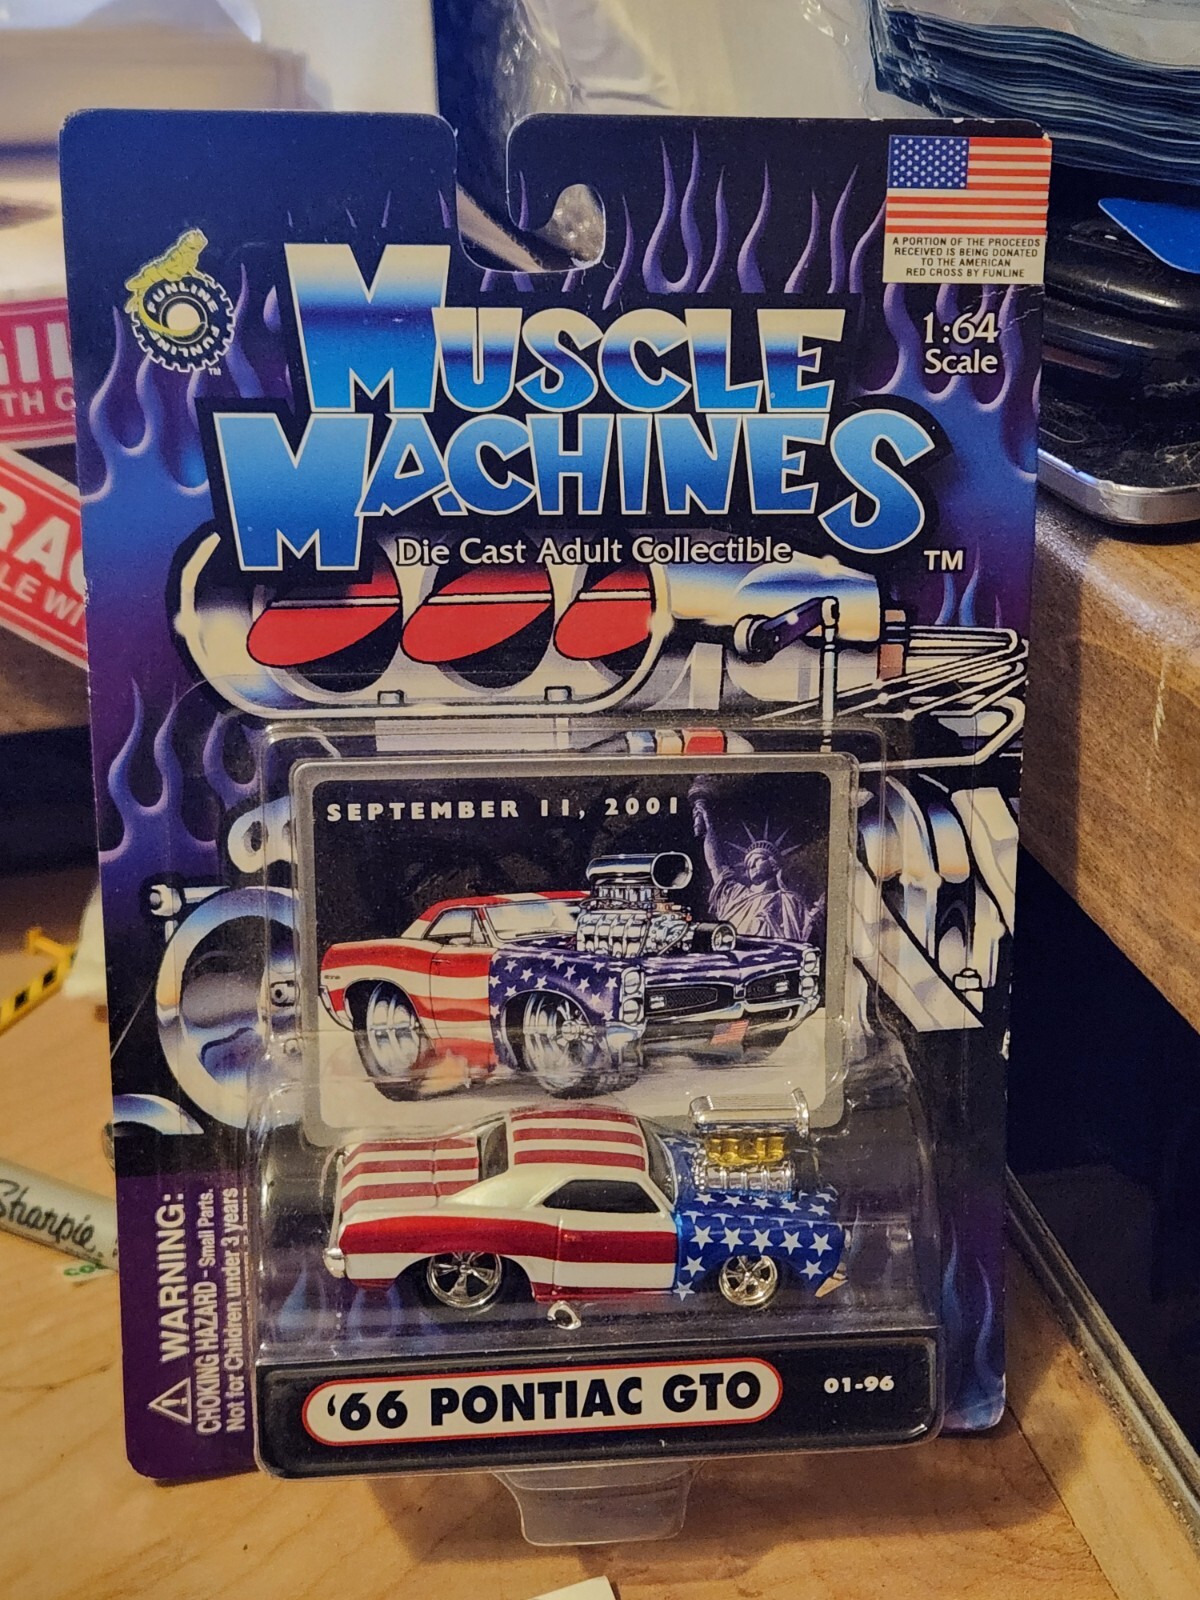 FUNLINE FUNLINE
TM
MUSCLE
MACHINES
TM
Die Cast Adult Collectible
A PORTION OF THE PROCEEDS
RECEIVED IS BEING DONATED
TO THE AMERICAN
RED CROSS BY FUNLINE
1:64
Scale
SEPTEMBER 11, 2001
WARNING:
CHOKING HAZARD - Small Parts.
Not for Children under 3 years
'66 PONTIAC GTO
01-96
Sharpie